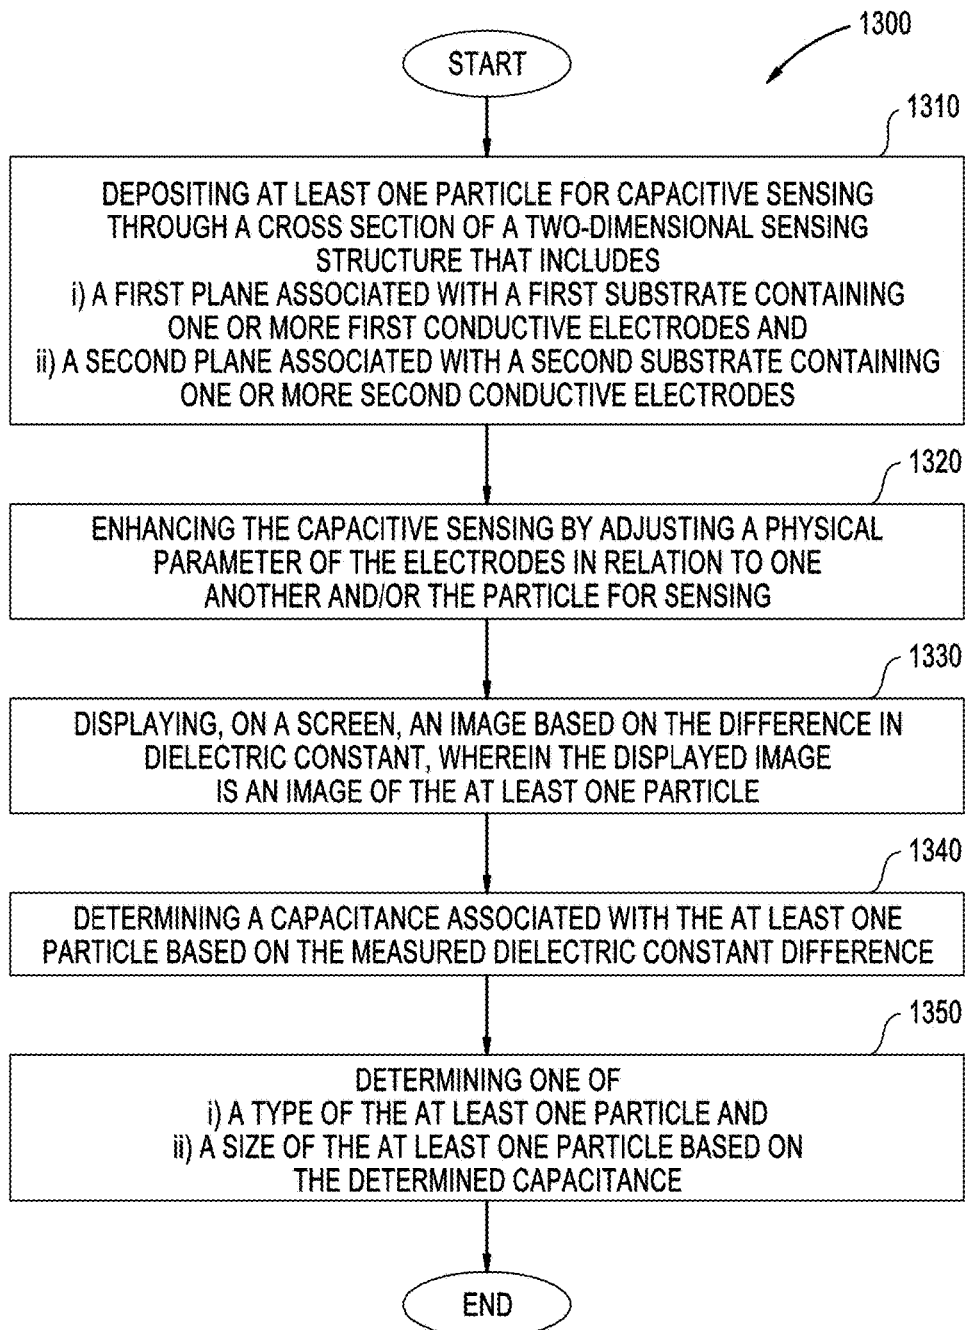 1300
START
1310
DEPOSITING AT LEAST ONE PARTICLE FOR CAPACITIVE SENSING
THROUGH A CROSS SECTION OF A TWO-DIMENSIONAL SENSING
STRUCTURE THAT INCLUDES
i) A FIRST PLANE ASSOCIATED WITH A FIRST SUBSTRATE CONTAINING
ONE OR MORE FIRST CONDUCTIVE ELECTRODES AND
ii) A SECOND PLANE ASSOCIATED WITH A SECOND SUBSTRATE CONTAINING
ONE OR MORE SECOND CONDUCTIVE ELECTRODES
1320
ENHANCING THE CAPACITIVE SENSING BY ADJUSTING A PHYSICAL
PARAMETER OF THE ELECTRODES IN RELATION TO ONE
ANOTHER AND/OR THE PARTICLE FOR SENSING
1330
DISPLAYING, ON A SCREEN, AN IMAGE BASED ON THE DIFFERENCE IN
DIELECTRIC CONSTANT, WHEREIN THE DISPLAYED IMAGE
IS AN IMAGE OF THE AT LEAST ONE PARTICLE
1340
DETERMINING A CAPACITANCE ASSOCIATED WITH THE AT LEAST ONE
PARTICLE BASED ON THE MEASURED DIELECTRIC CONSTANT DIFFERENCE
1350
DETERMINING ONE OF
i) A TYPE OF THE AT LEAST ONE PARTICLE AND
ii) A SIZE OF THE AT LEAST ONE PARTICLE BASED ON
THE DETERMINED CAPACITANCE
END